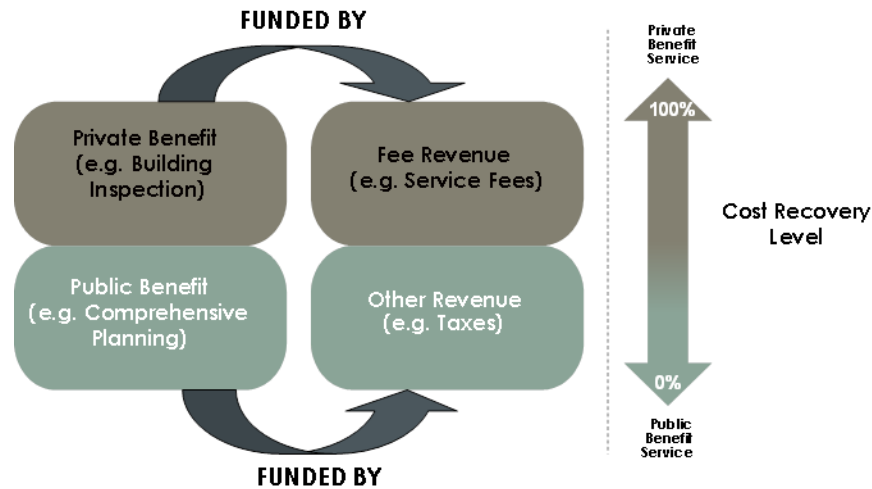 FUNDED BY
Private Benefit
(e.g. Building
Inspection)
Fee Revenue
(e.g. Service Fees)
Public Benefit
(e.g. Comprehensive
Planning)
Other Revenue
(e.g. Taxes)
FUNDED BY
Private
Benefit
Service
100%
Cost Recovery
Level
0%
Public
Benefit
Service